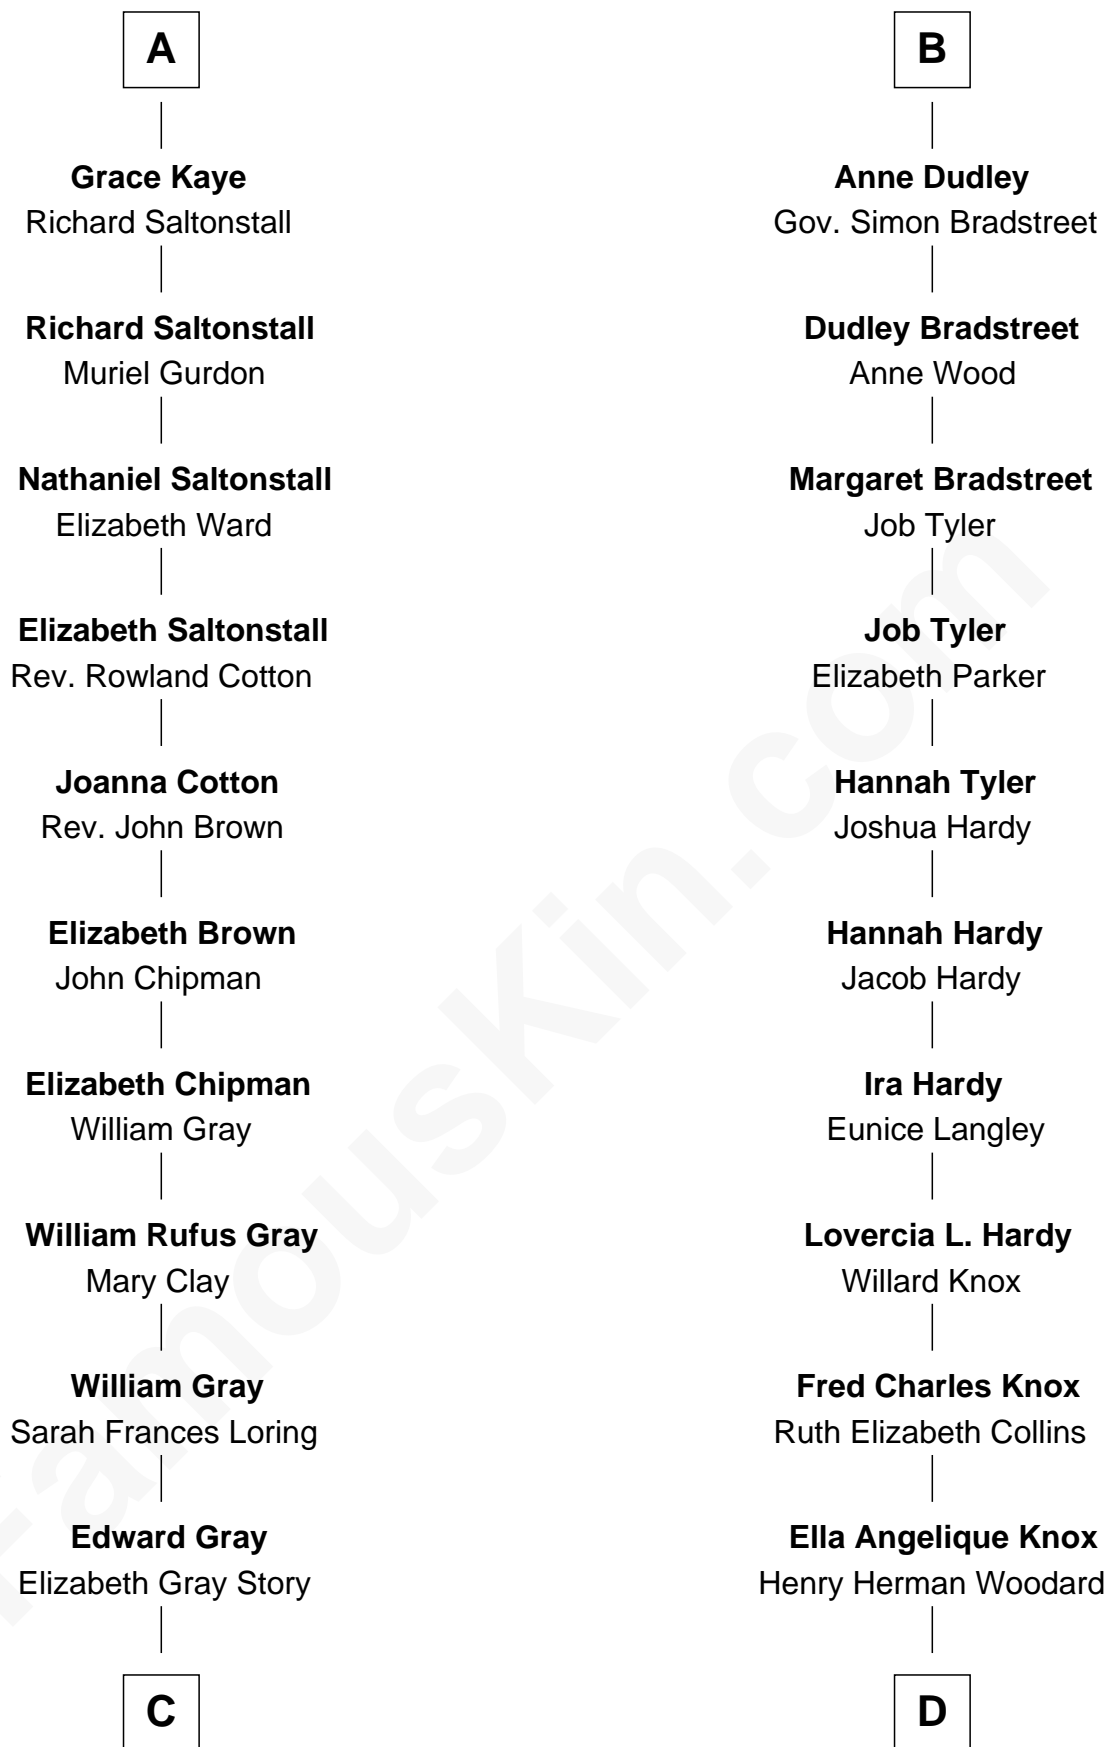 A
Grace Kaye
Richard Saltonstall
Richard Saltonstall
Muriel Gurdon
Nathaniel Saltonstall
Elizabeth Ward
Elizabeth Saltonstall
Rev. Rowland Cotton
Joanna Cotton
Rev. John Brown
Elizabeth Brown
John Chipman
Elizabeth Chipman
William Gray
William Rufus Gray
Mary Clay
William Gray
Sarah Frances Loring
Edward Gray
Elizabeth Gray Story
C
B
Anne Dudley
Gov. Simon Bradstreet
Dudley Bradstreet
Anne Wood
Margaret Bradstreet
Job Tyler
Job Tyler
Elizabeth Parker
Hannah Tyler
Joshua Hardy
Hannah Hardy
Jacob Hardy
Ira Hardy
Eunice Langley
Lovercia L. Hardy
Willard Knox
Fred Charles Knox
Ruth Elizabeth Collins
Ella Angelique Knox
Henry Herman Woodard
D
FamousKin.com